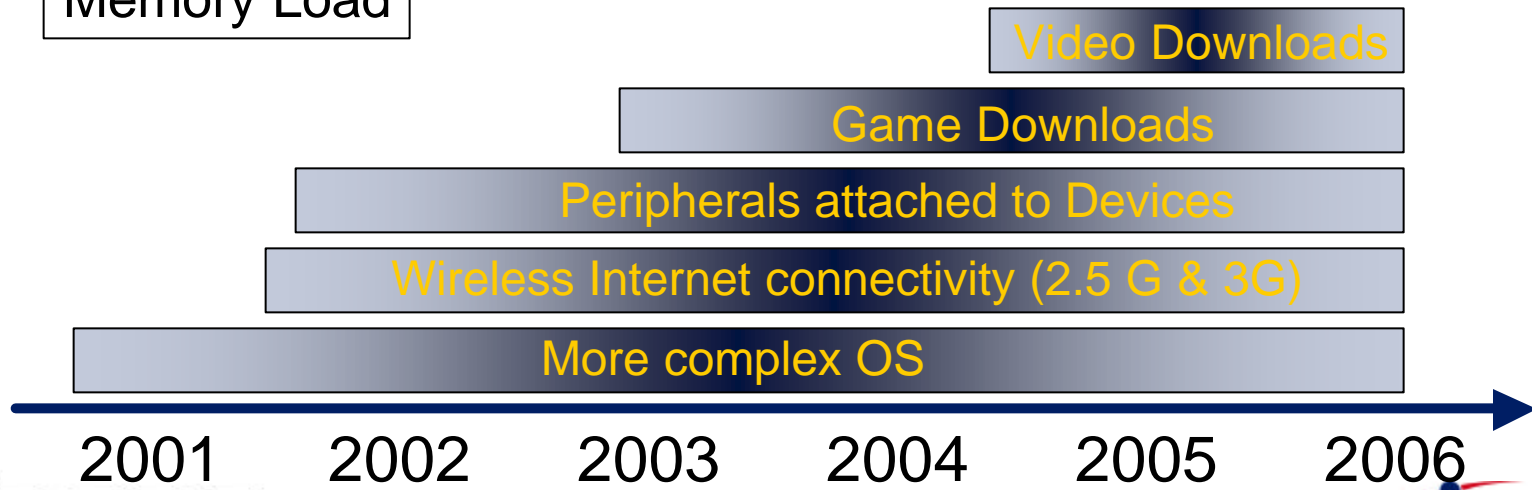 Memory Load
Video Downloads
Game Downloads
Peripherals attached to Devices
Wireless Internet connectivity (2.5 G & 3G)
More complex OS
2001 2002 2003 2004 2005 2006